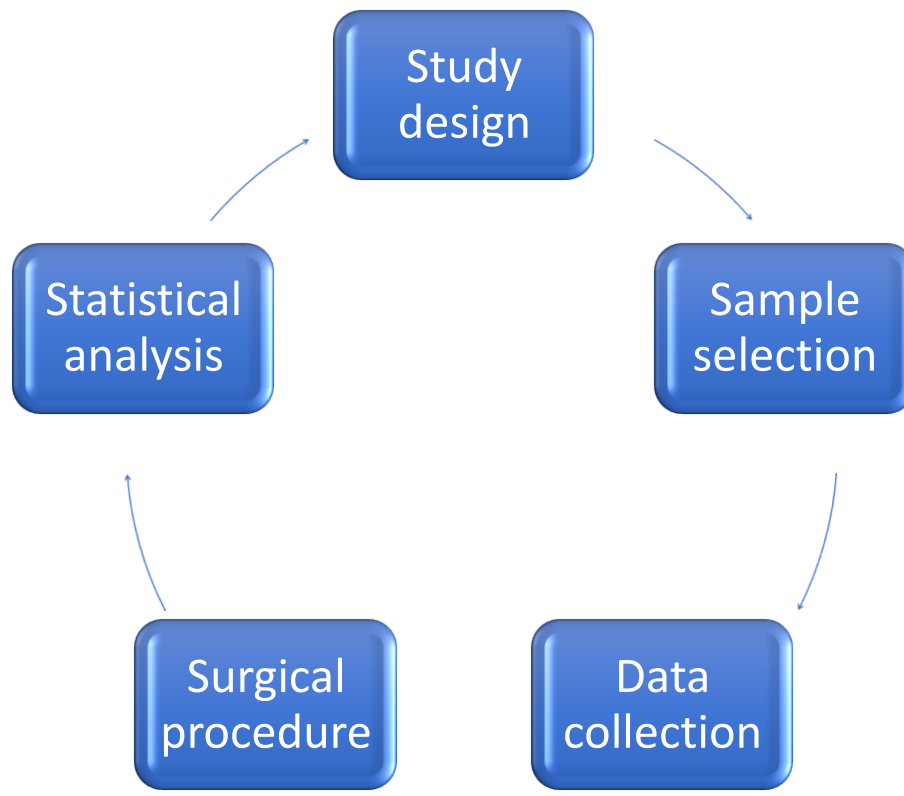 Study
design
Sample
selection
Data
collection
Surgical
procedure
Statistical
analysis